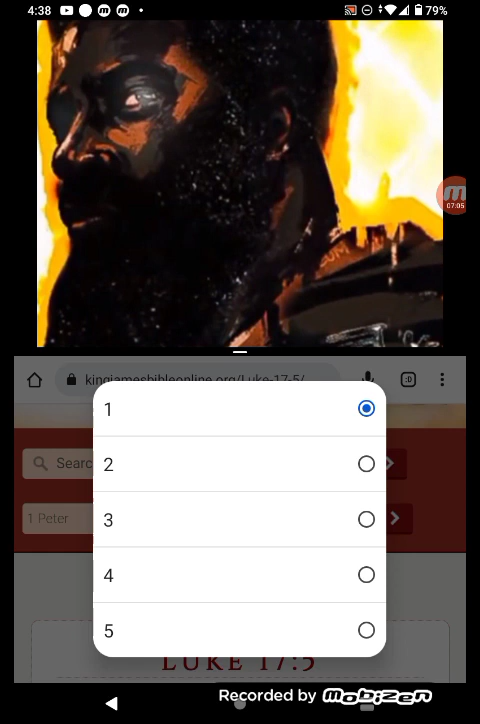 4:38
79%
07:05
kingjamesbibleonline.org/Luke-17-5/
:D
Searc
1 Peter
1
2
3
4
5
LUKE 17:5
Recorded by mobizen